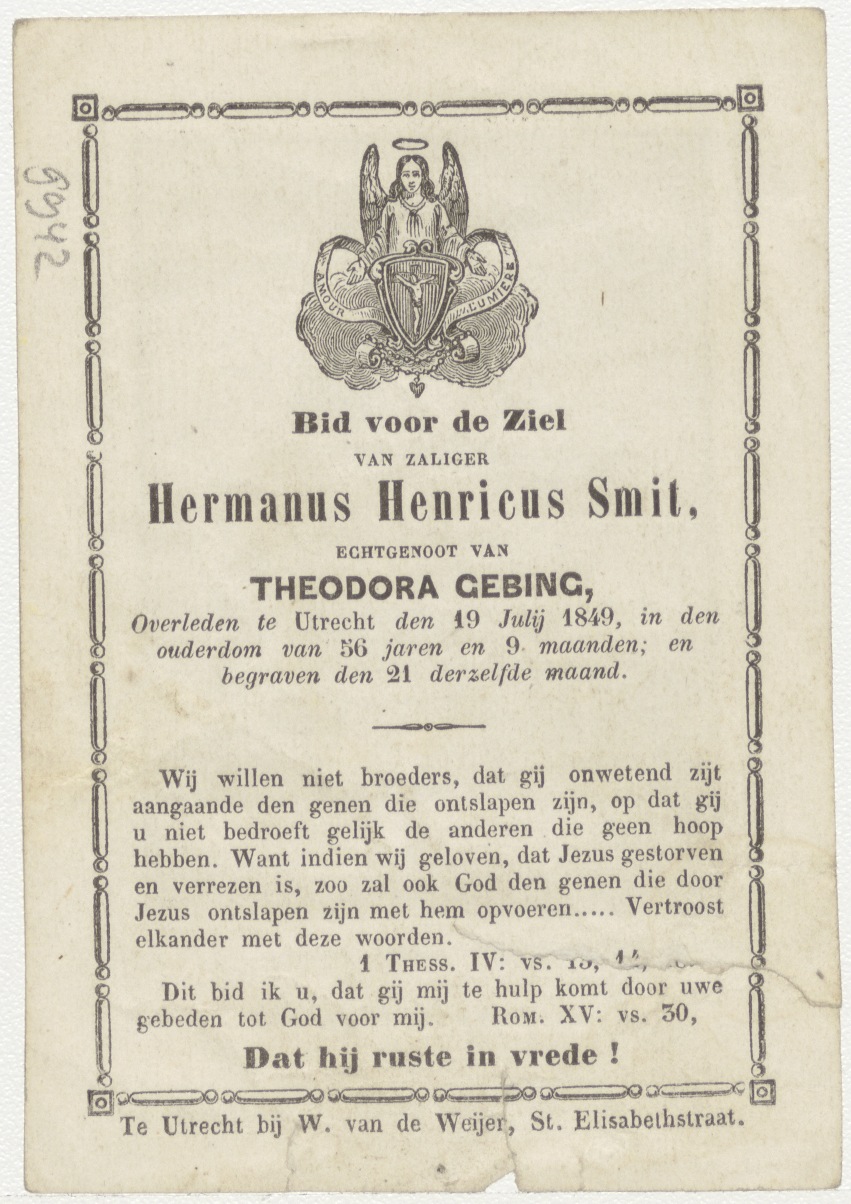 99942
AMOUR
LUMIERE
Bid voor de Ziel
VAN ZALIGER
Hermanus Henricus Smit,
ECHTGENOOT VAN
THEODORA GEBING,
Overleden te Utrecht den 19 Julij 1849, in den
ouderdom van 56 jaren en 9 maanden; en
begraven den 21 derzelfde maand.
Wij willen niet broeders, dat gij onwetend zijt
aangaande den genen die ontslapen zijn, op dat gij
u niet bedroeft gelijk de anderen die geen hoop
hebben. Want indien wij geloven, dat Jezus gestorven
en verrezen is, zoo zal ook God den genen die door
Jezus ontslapen zijn met hem opvoeren..... Vertroost
elkander met deze woorden.
1 THESS. IV: vs. 13, 14,
Dit bid ik u, dat gij mij te hulp komt door uwe
gebeden tot God voor mij. ROM. XV: vs. 30,
Dat hij ruste in vrede !
Te Utrecht bij W. van de Weijer, St. Elisabethstraat.